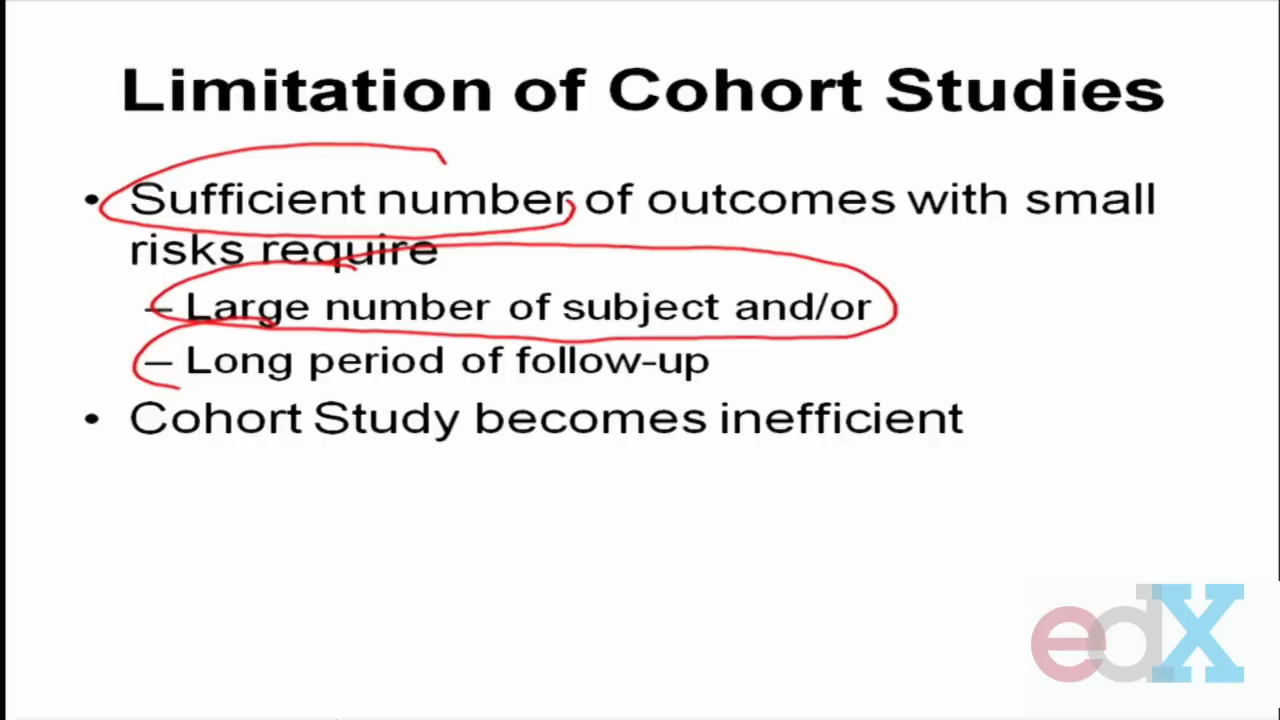 Limitation of Cohort Studies
• Sufficient number of outcomes with small
risks require
– Large number of subject and/or
– Long period of follow-up
• Cohort Study becomes inefficient
edX